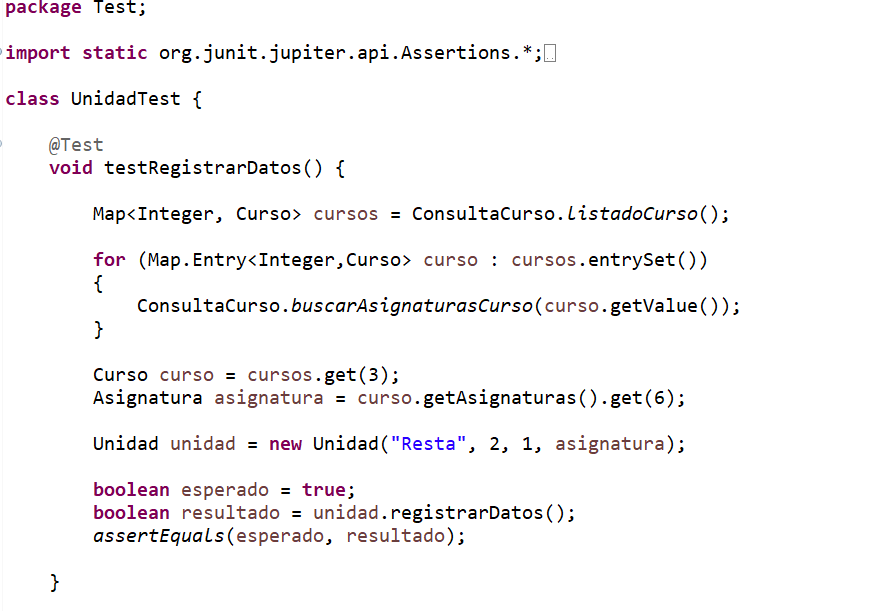 package Test;
import static org.junit.jupiter.api.Assertions.*;
class UnidadTest {
@Test
void testRegistrarDatos() {
Map<Integer, Curso> cursos = ConsultaCurso.listadoCurso();
for (Map.Entry<Integer,Curso> curso : cursos.entrySet())
{
ConsultaCurso.buscarAsignaturasCurso(curso.getValue());
}
Curso curso = cursos.get(3);
Asignatura asignatura = curso.getAsignaturas().get(6);
Unidad unidad = new Unidad("Resta", 2, 1, asignatura);
boolean esperado = true;
boolean resultado = unidad.registrarDatos();
assertEquals(esperado, resultado);
}